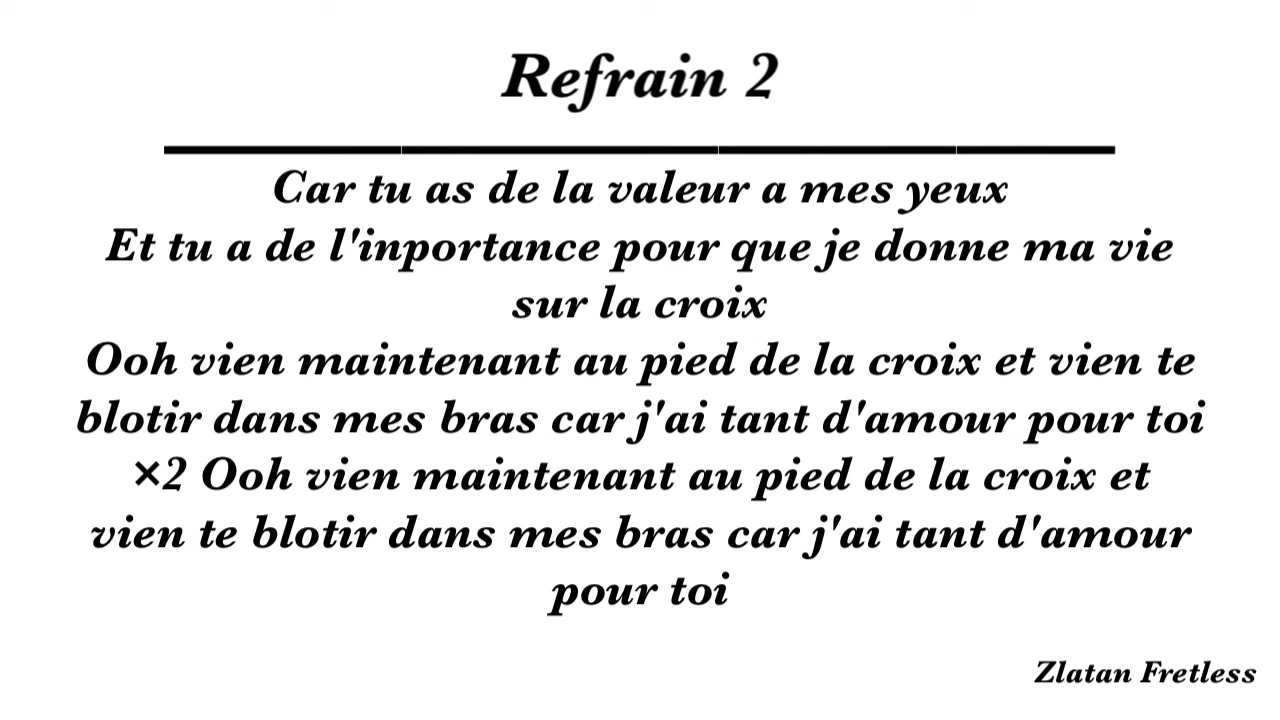 Refrain 2
Car tu as de la valeur a mes yeux
Et tu a de l'inportance pour que je donne ma vie
sur la croix
Ooh vien maintenant au pied de la croix et vien te
blotir dans mes bras car j'ai tant d'amour pour toi
×2 Ooh vien maintenant au pied de la croix et
vien te blotir dans mes bras car j'ai tant d'amour
pour toi
Zlatan Fretless